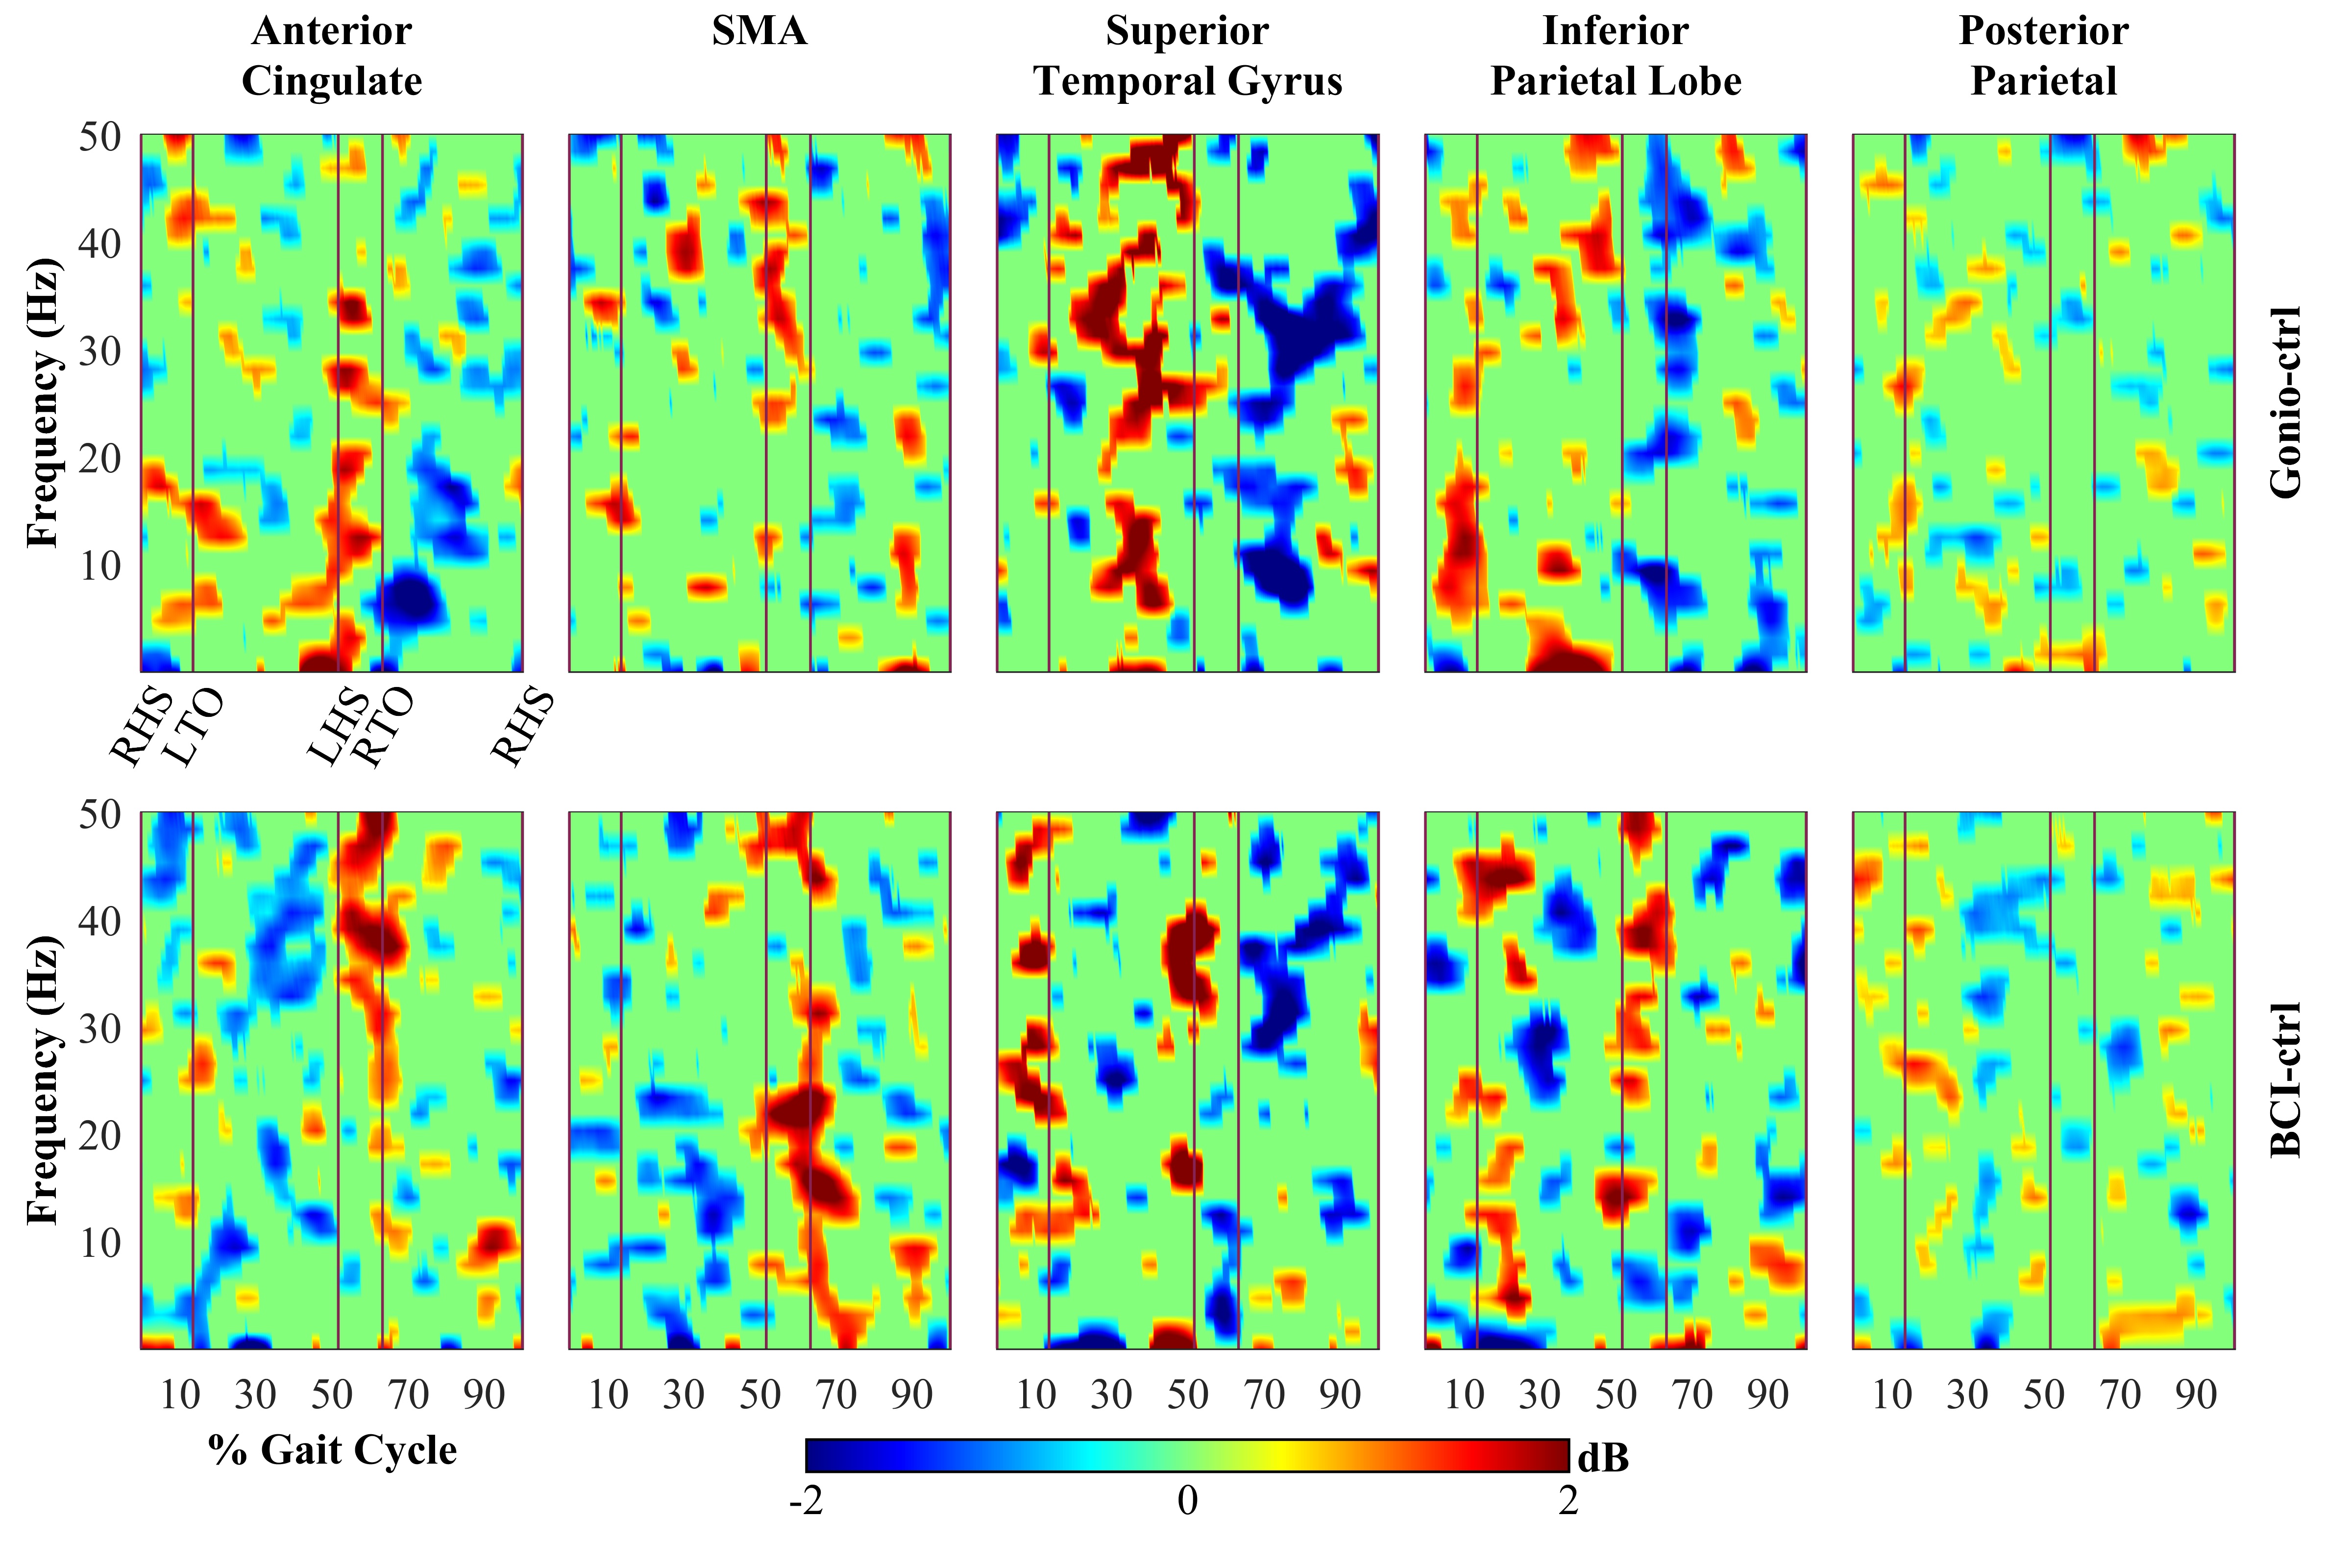 Anterior
Cingulate
SMA
Superior
Temporal Gyrus
Inferior
Parietal Lobe
Posterior
Parietal
50
40
30
20
10
Frequency (Hz)
Gonio-ctrl
RHS
LTO
LHS
RTO
RHS
50
40
30
20
10
Frequency (Hz)
BCI-ctrl
10 30 50 70 90
10 30 50 70 90
10 30 50 70 90
10 30 50 70 90
10 30 50 70 90
% Gait Cycle
dB
-2 0 2